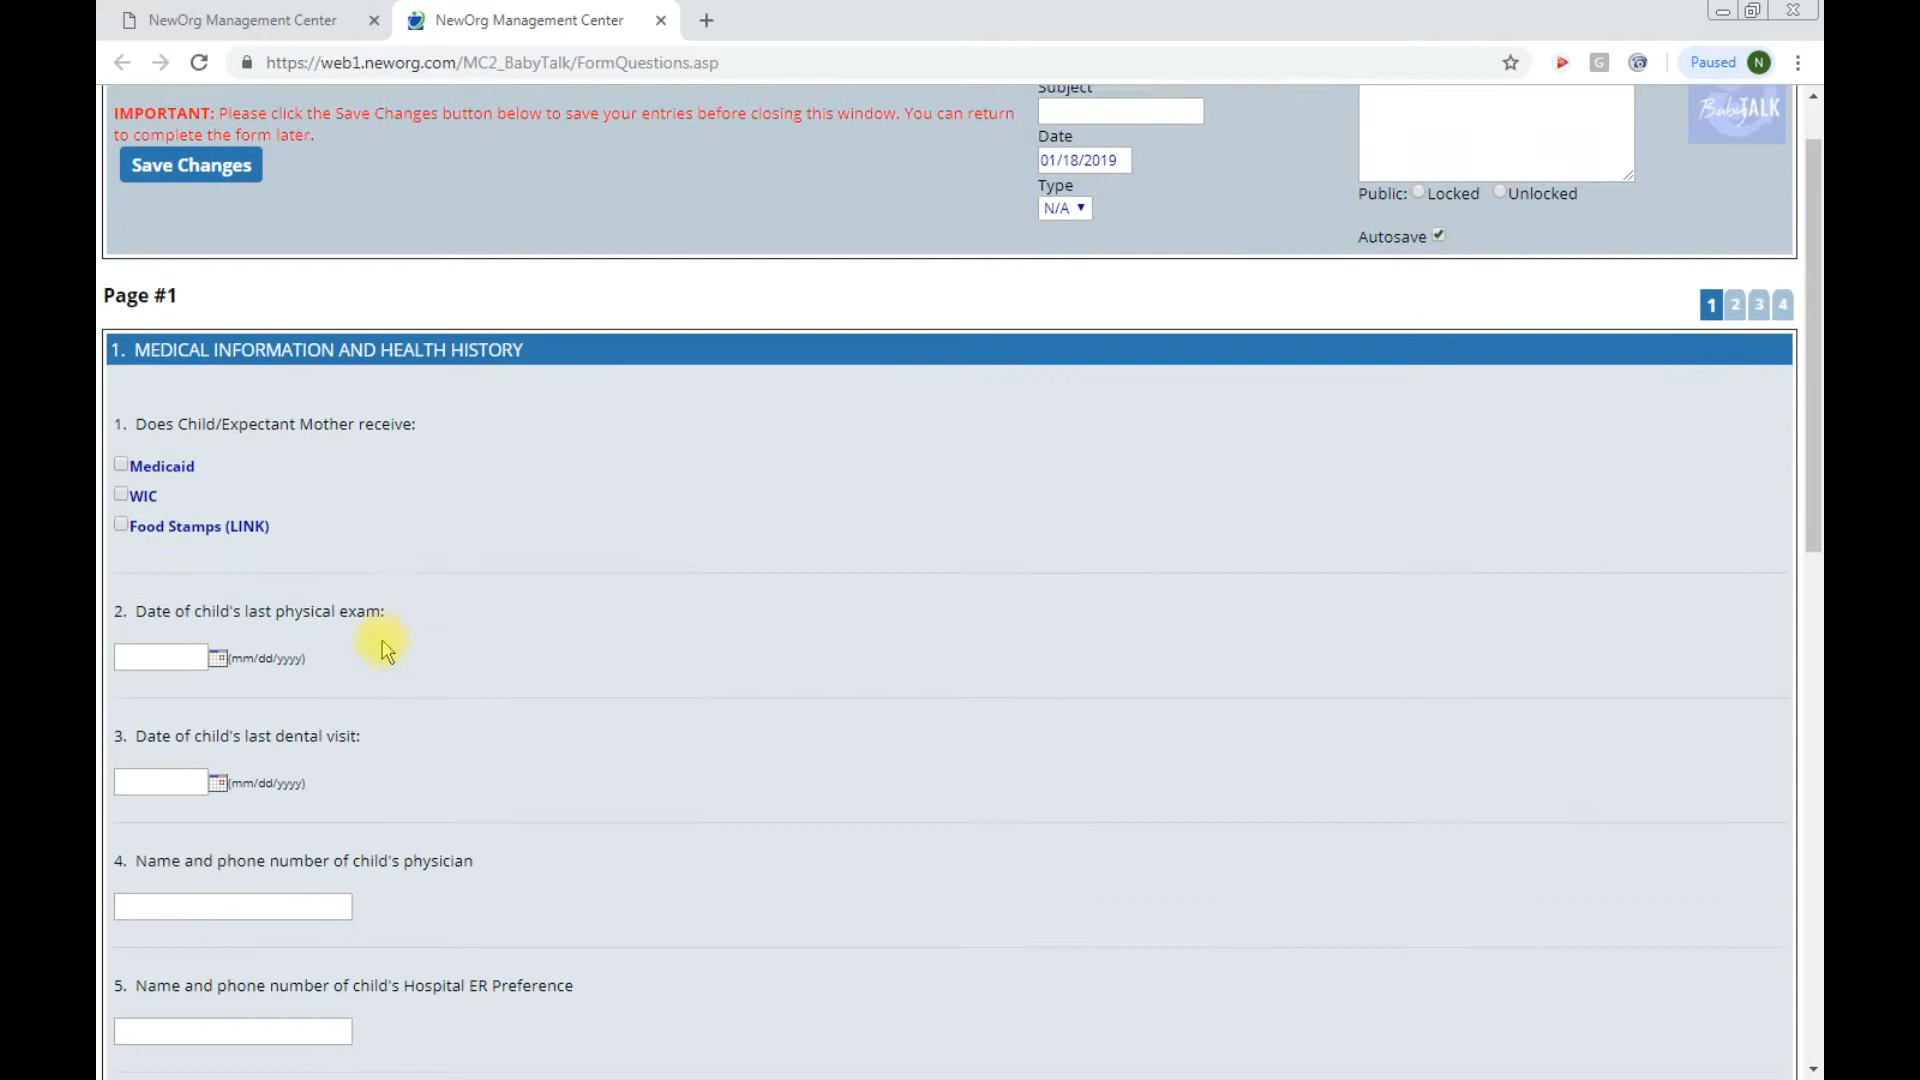 NewOrg Management Center
NewOrg Management Center
https://web1.neworg.com/MC2_BabyTalk/FormQuestions.asp
G
Paused N
IMPORTANT: Please click the Save Changes button below to save your entries before closing this window. You can return
to complete the form later.
Save Changes
Subject
Date
01/18/2019
Type
N/A
Public: Locked Unlocked
Autosave
BabyTALK
Page #1
1 2 3 4
1. MEDICAL INFORMATION AND HEALTH HISTORY
1. Does Child/Expectant Mother receive:
Medicaid
WIC
Food Stamps (LINK)
2. Date of child's last physical exam:
(mm/dd/yyyy)
3. Date of child's last dental visit:
(mm/dd/yyyy)
4. Name and phone number of child's physician
5. Name and phone number of child's Hospital ER Preference